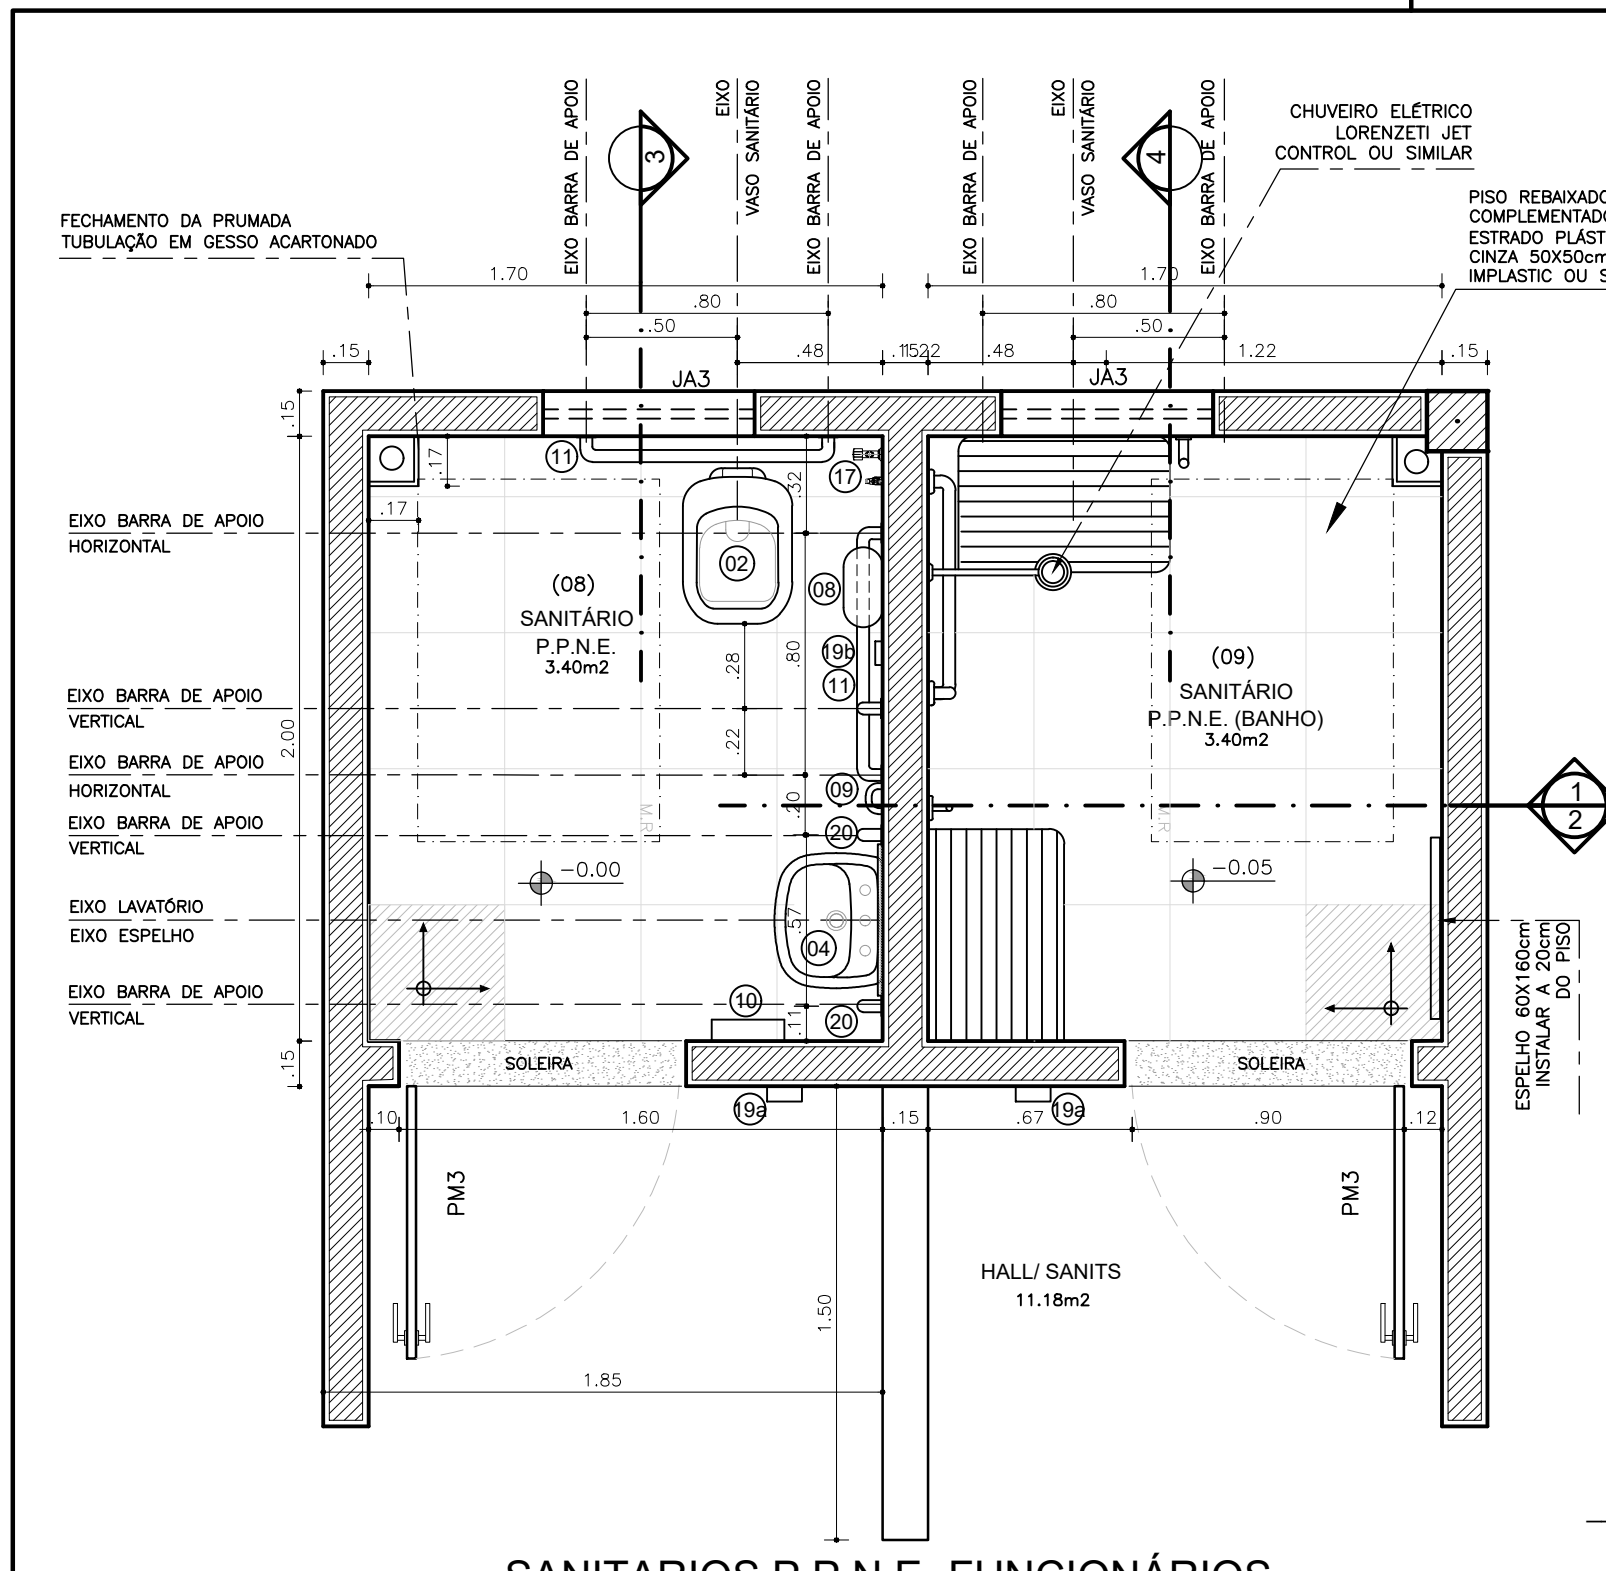 EIXO BARRA DE APOIO
EIXO
VASO SANITÁRIO
EIXO BARRA DE APOIO
EIXO BARRA DE APOIO
EIXO
VASO SANITÁRIO
EIXO BARRA DE APOIO
3
4
CHUVEIRO ELÉTRICO
LORENZETI JET
CONTROL OU SIMILAR
PISO REBAIXADO
COMPLEMENTADO
ESTRADO PLÁST
CINZA 50X50cm
IMPLASTIC OU S
FECHAMENTO DA PRUMADA
TUBULAÇÃO EM GESSO ACARTONADO
1.70
1.70
.80
.80
.50
.50
.15
.48
.15
.48
1.22
.15
JA3
JA3
.15
11
.17
.17
17
.32
EIXO BARRA DE APOIO
HORIZONTAL
02
08
(08)
SANITÁRIO
P.P.N.E.
3.40m2
19b
11
.28
.80
(09)
SANITÁRIO
P.P.N.E. (BANHO)
3.40m2
EIXO BARRA DE APOIO
VERTICAL
2.00
.22
EIXO BARRA DE APOIO
HORIZONTAL
09
.20
M.R
M.R
1
2
EIXO BARRA DE APOIO
VERTICAL
20
-0.00
-0.05
EIXO LAVATÓRIO
EIXO ESPELHO
.57
04
ESPELHO 60X160cm
INSTALAR A 20cm
DO PISO
EIXO BARRA DE APOIO
VERTICAL
10
.11
20
.15
SOLEIRA
SOLEIRA
19a
19a
.10
1.60
.15
.67
.90
.12
PM3
PM3
HALL/ SANITS
11.18m2
1.50
1.85
SANITARIOS P.P.N.E. FUNCIONÁRIOS